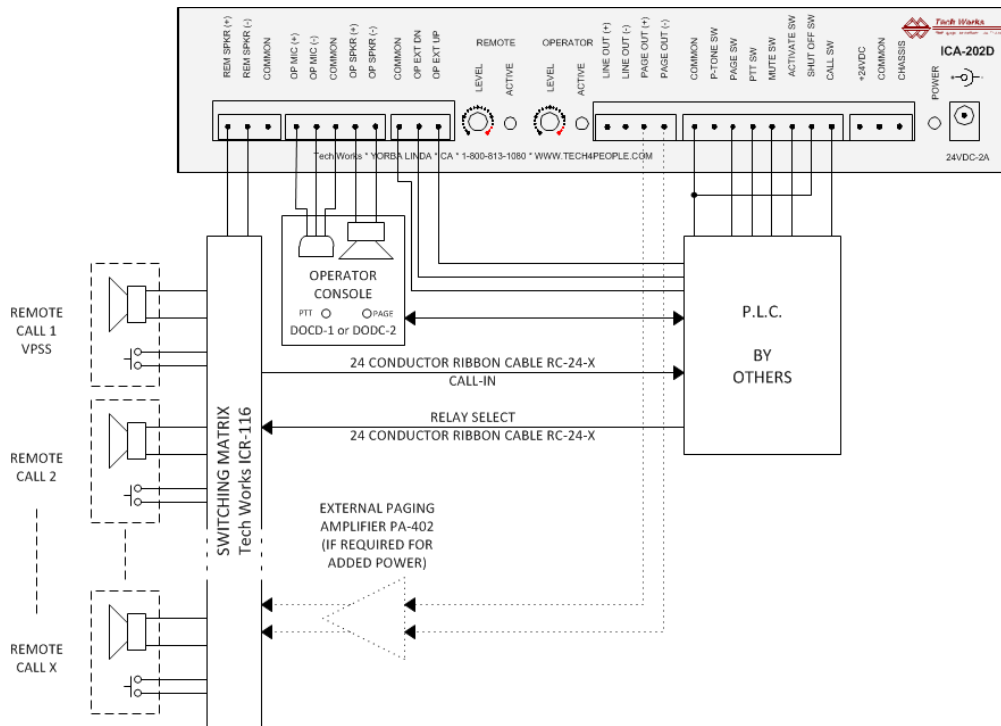 REM SPKR (+)
REM SPKR (-)
COMMON
OP MIC (+)
OP MIC (-)
COMMON
OP SPKR (+)
OP SPKR (-)
COMMON
OP EXT DN
OP EXT UP
REMOTE
LEVEL
ACTIVE
OPERATOR
LEVEL
ACTIVE
LINE OUT (+)
LINE OUT (-)
PAGE OUT (+)
PAGE OUT (-)
COMMON
P-TONE SW
PAGE SW
PTT SW
MUTE SW
ACTIVATE SW
SHUT OFF SW
CALL SW
+24VDC
COMMON
CHASSIS
POWER
Tech Works
ICA-202D
24VDC-2A
Tech Works * YORBA LINDA * CA * 1-800-813-1080 * WWW.TECH4PEOPLE.COM
OPERATOR
CONSOLE
PTT
PAGE
DOCD-1 or DODC-2
P.L.C.
BY
OTHERS
REMOTE
CALL 1
VPSS
24 CONDUCTOR RIBBON CABLE RC-24-X
CALL-IN
RELAY SELECT
24 CONDUCTOR RIBBON CABLE RC-24-X
REMOTE
CALL 2
SWITCHING MATRIX
Tech Works ICR-116
EXTERNAL PAGING
AMPLIFIER PA-402
(IF REQUIRED FOR
ADDED POWER)
REMOTE
CALL X